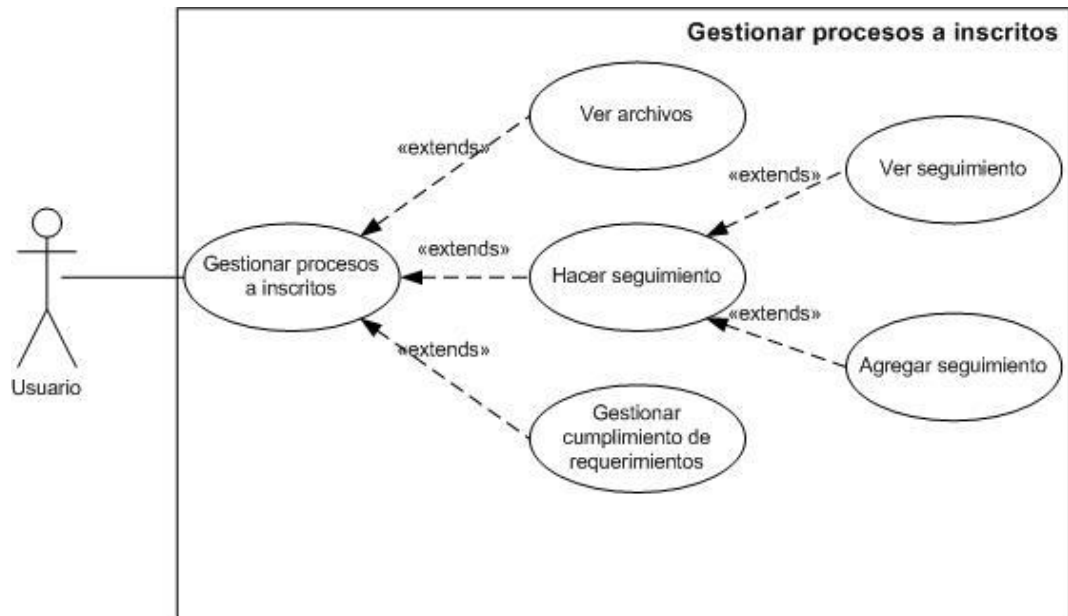 Gestionar procesos a inscritos
Ver archivos
«extends»
Ver seguimiento
«extends»
«extends»
Gestionar procesos
a inscritos
Hacer seguimiento
«extends»
Agregar seguimiento
«extends»
Usuario
Gestionar
cumplimiento de
requerimientos